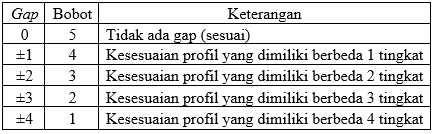 Gap Bobot Keterangan
0 5 Tidak ada gap (sesuai)
±1 4 Kesesuaian profil yang dimiliki berbeda 1 tingkat
±2 3 Kesesuaian profil yang dimiliki berbeda 2 tingkat
±3 2 Kesesuaian profil yang dimiliki berbeda 3 tingkat
±4 1 Kesesuaian profil yang dimiliki berbeda 4 tingkat